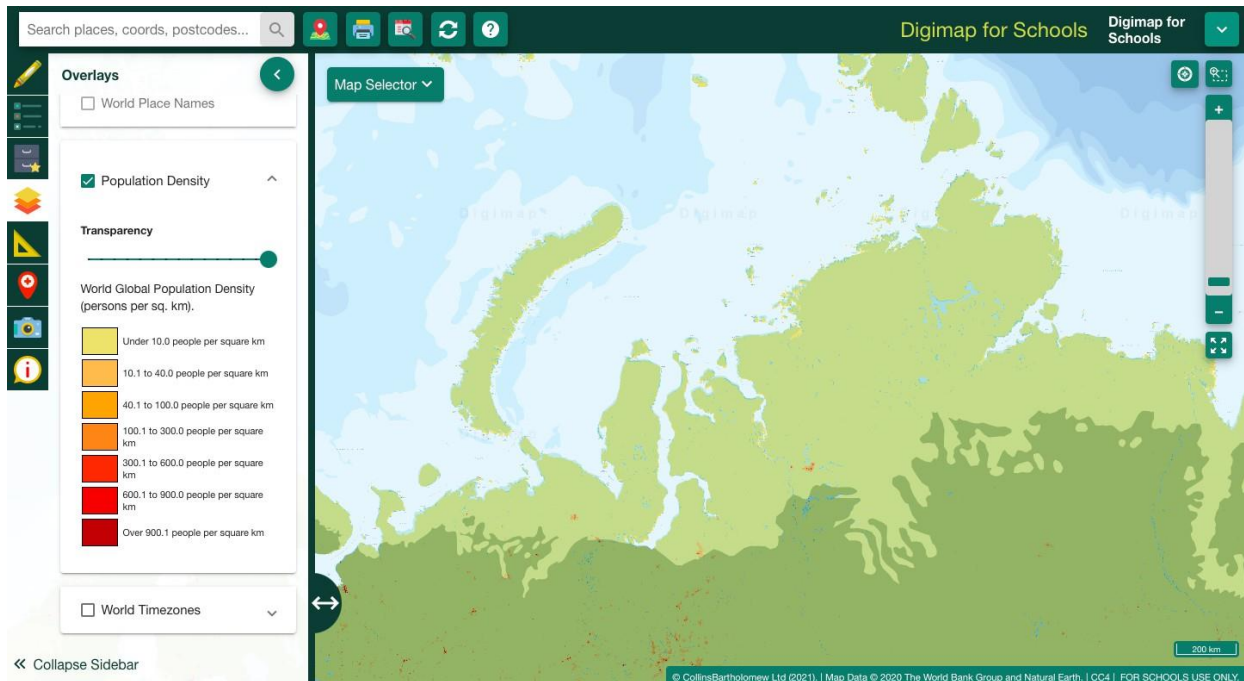 Search places, coords, postcodes...
Digimap for Schools
Digimap for
Schools
Overlays
World Place Names
Map Selector
Population Density
Transparency
World Global Population Density
(persons per sq. km).
Under 10.0 people per square km
10.1 to 40.0 people per square km
40.1 to 100.0 people per square km
100.1 to 300.0 people per square
km
300.1 to 600.0 people per square
km
600.1 to 900.0 people per square
km
Over 900.1 people per square km
World Timezones
Collapse Sidebar
Digimap
Digimap
Dig
Digimap
200 km
© CollinsBartholomew Ltd (2021). | Map Data © 2020 The World Bank Group and Natural Earth. | CC4 | FOR SCHOOLS USE ONLY.